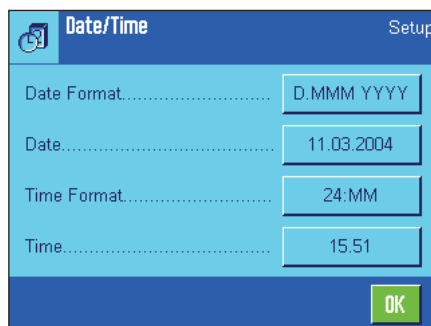 Date/Time Setup
Date Format........................... D.MMM YYYY
Date...................................... 11.03.2004
Time Format........................... 24:MM
Time..................................... 15.51
OK